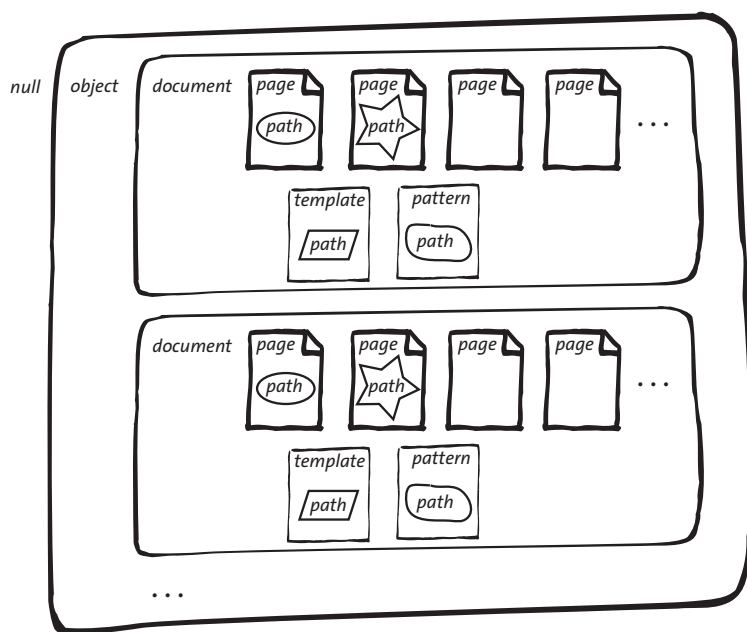 null object document page page page page
path path ...
template pattern
path path
document page page page page
path path ...
template pattern
path path
...